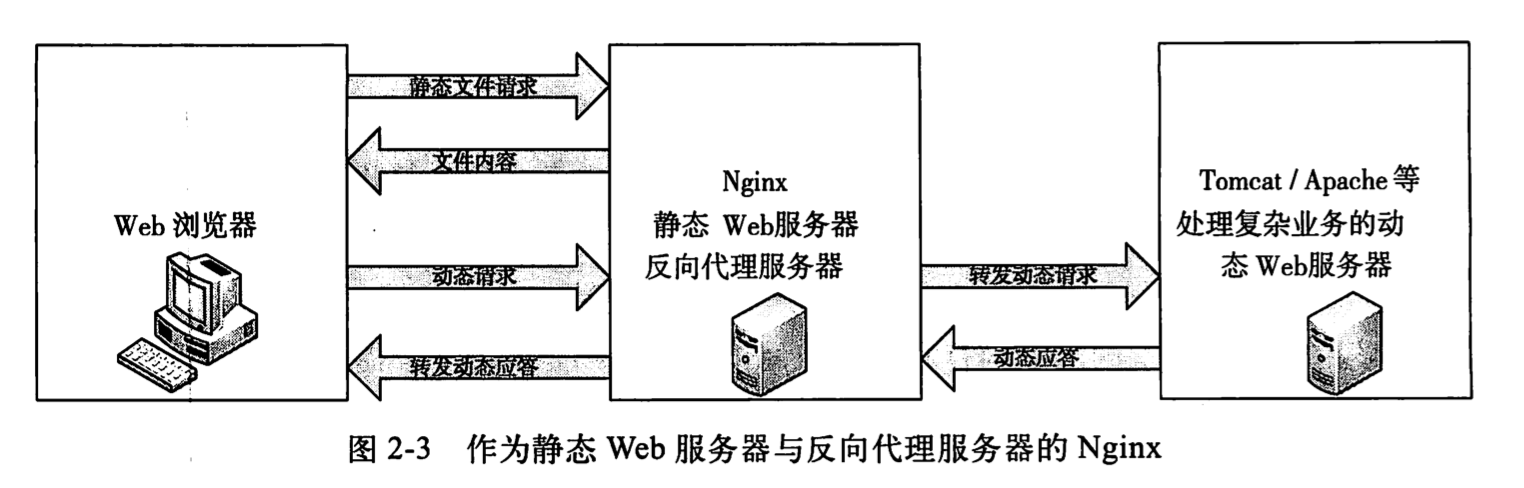 静态文件请求
文件内容
Web 浏览器
动态请求
转发动态应答
Nginx
静态 Web服务器
反向代理服务器
转发动态请求
动态应答
Tomcat / Apache 等
处理复杂业务的动
态 Web服务器
图 2-3 作为静态 Web 服务器与反向代理服务器的 Nginx